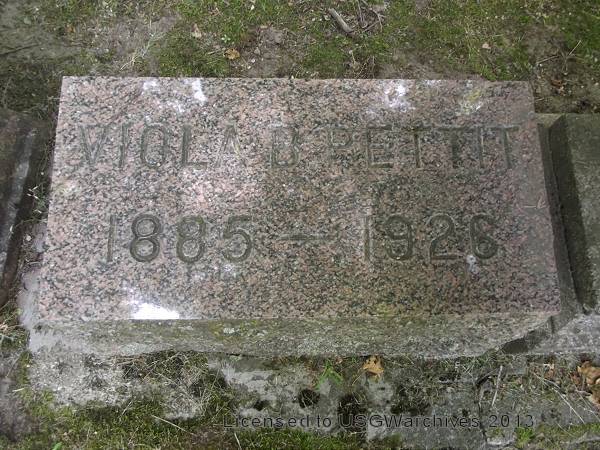 VIOLA B. PETTIT
1885 — 1926
Licensed to USGWarchives 2013